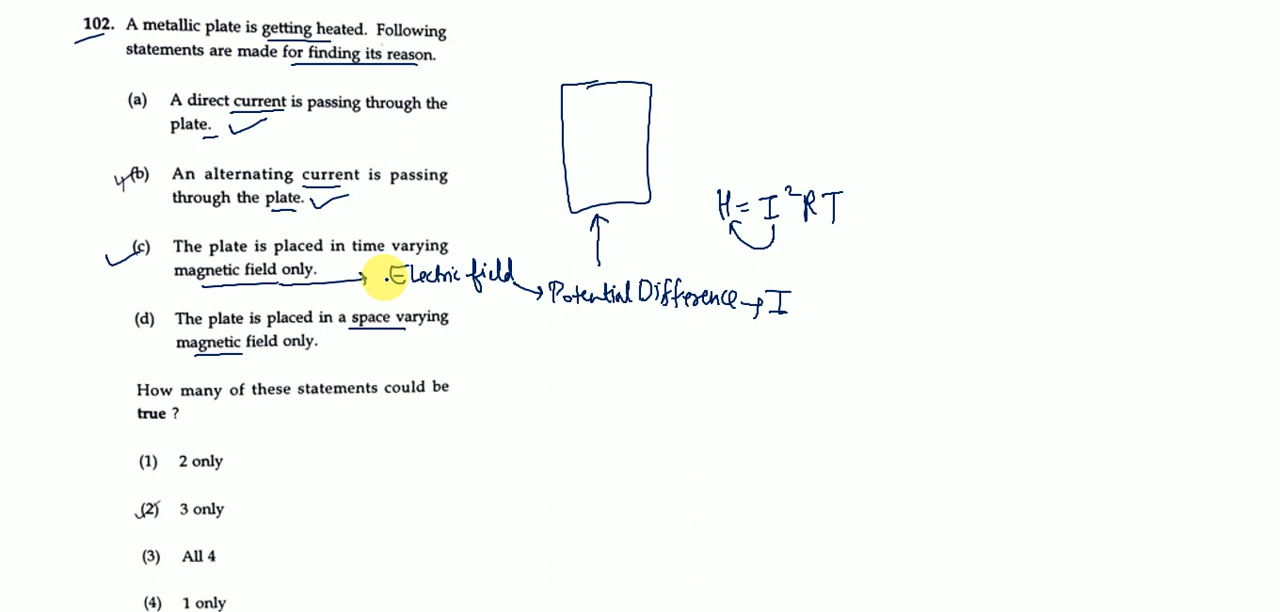 102. A metallic plate is getting heated. Following
statements are made for finding its reason.
(a) A direct current is passing through the
plate.
(b) An alternating current is passing
through the plate.
(c) The plate is placed in time varying
magnetic field only.
Electric field
Potential Difference → I
H = I²RT
(d) The plate is placed in a space varying
magnetic field only.
How many of these statements could be
true ?
(1) 2 only
(2) 3 only
(3) All 4
(4) 1 only